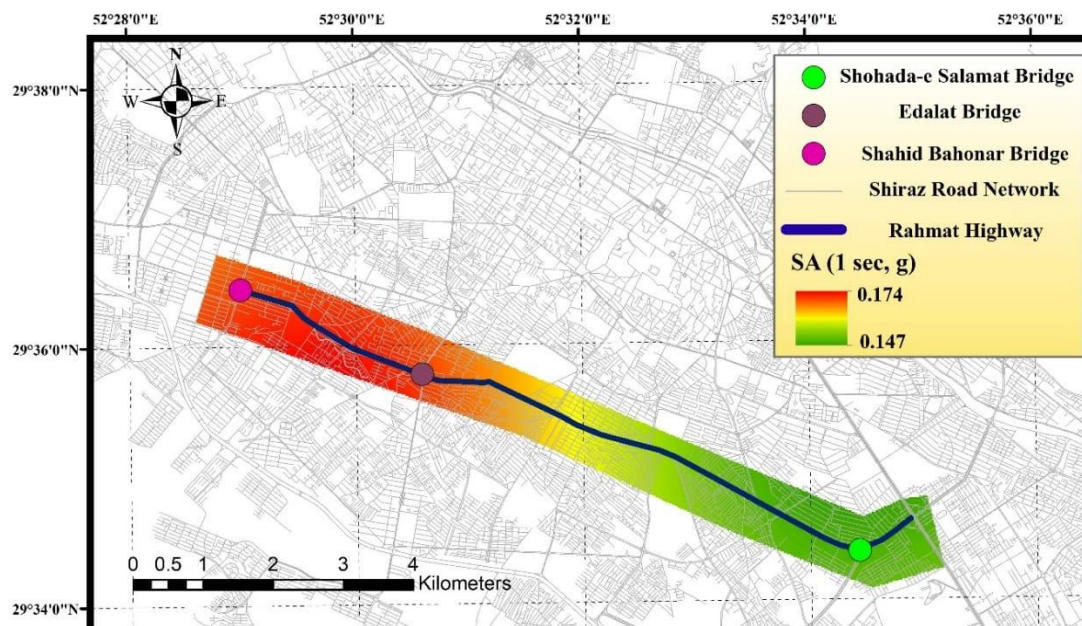 52°28'0"E 52°30'0"E 52°32'0"E 52°34'0"E 52°36'0"E
N
W E
S
29°38'0"N
29°36'0"N
29°34'0"N
Shohada-e Salamat Bridge
Edalat Bridge
Shahid Bahonar Bridge
Shiraz Road Network
Rahmat Highway
SA (1 sec, g)
0.174
0.147
0 0.5 1 2 3 4
Kilometers